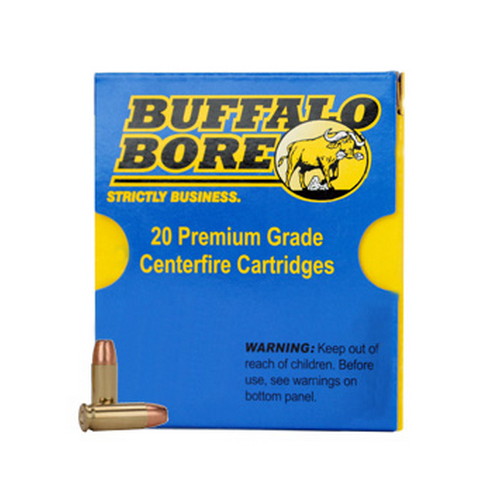 BUFFALO
BORE
STRICTLY BUSINESS.
20 Premium Grade
Centerfire Cartridges
WARNING: Keep out of
reach of children. Before
use, see warnings on
bottom panel.